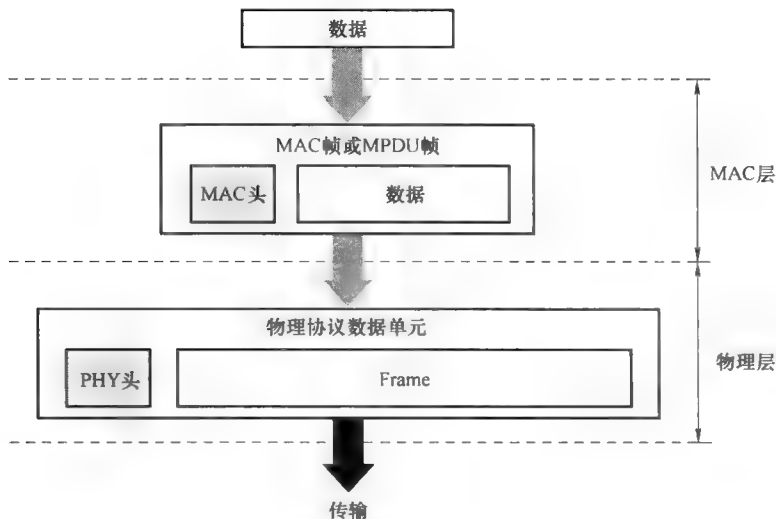 数据
MAC帧或MPDU帧
MAC头
数据
MAC层
物理协议数据单元
PHY头
Frame
物理层
传输